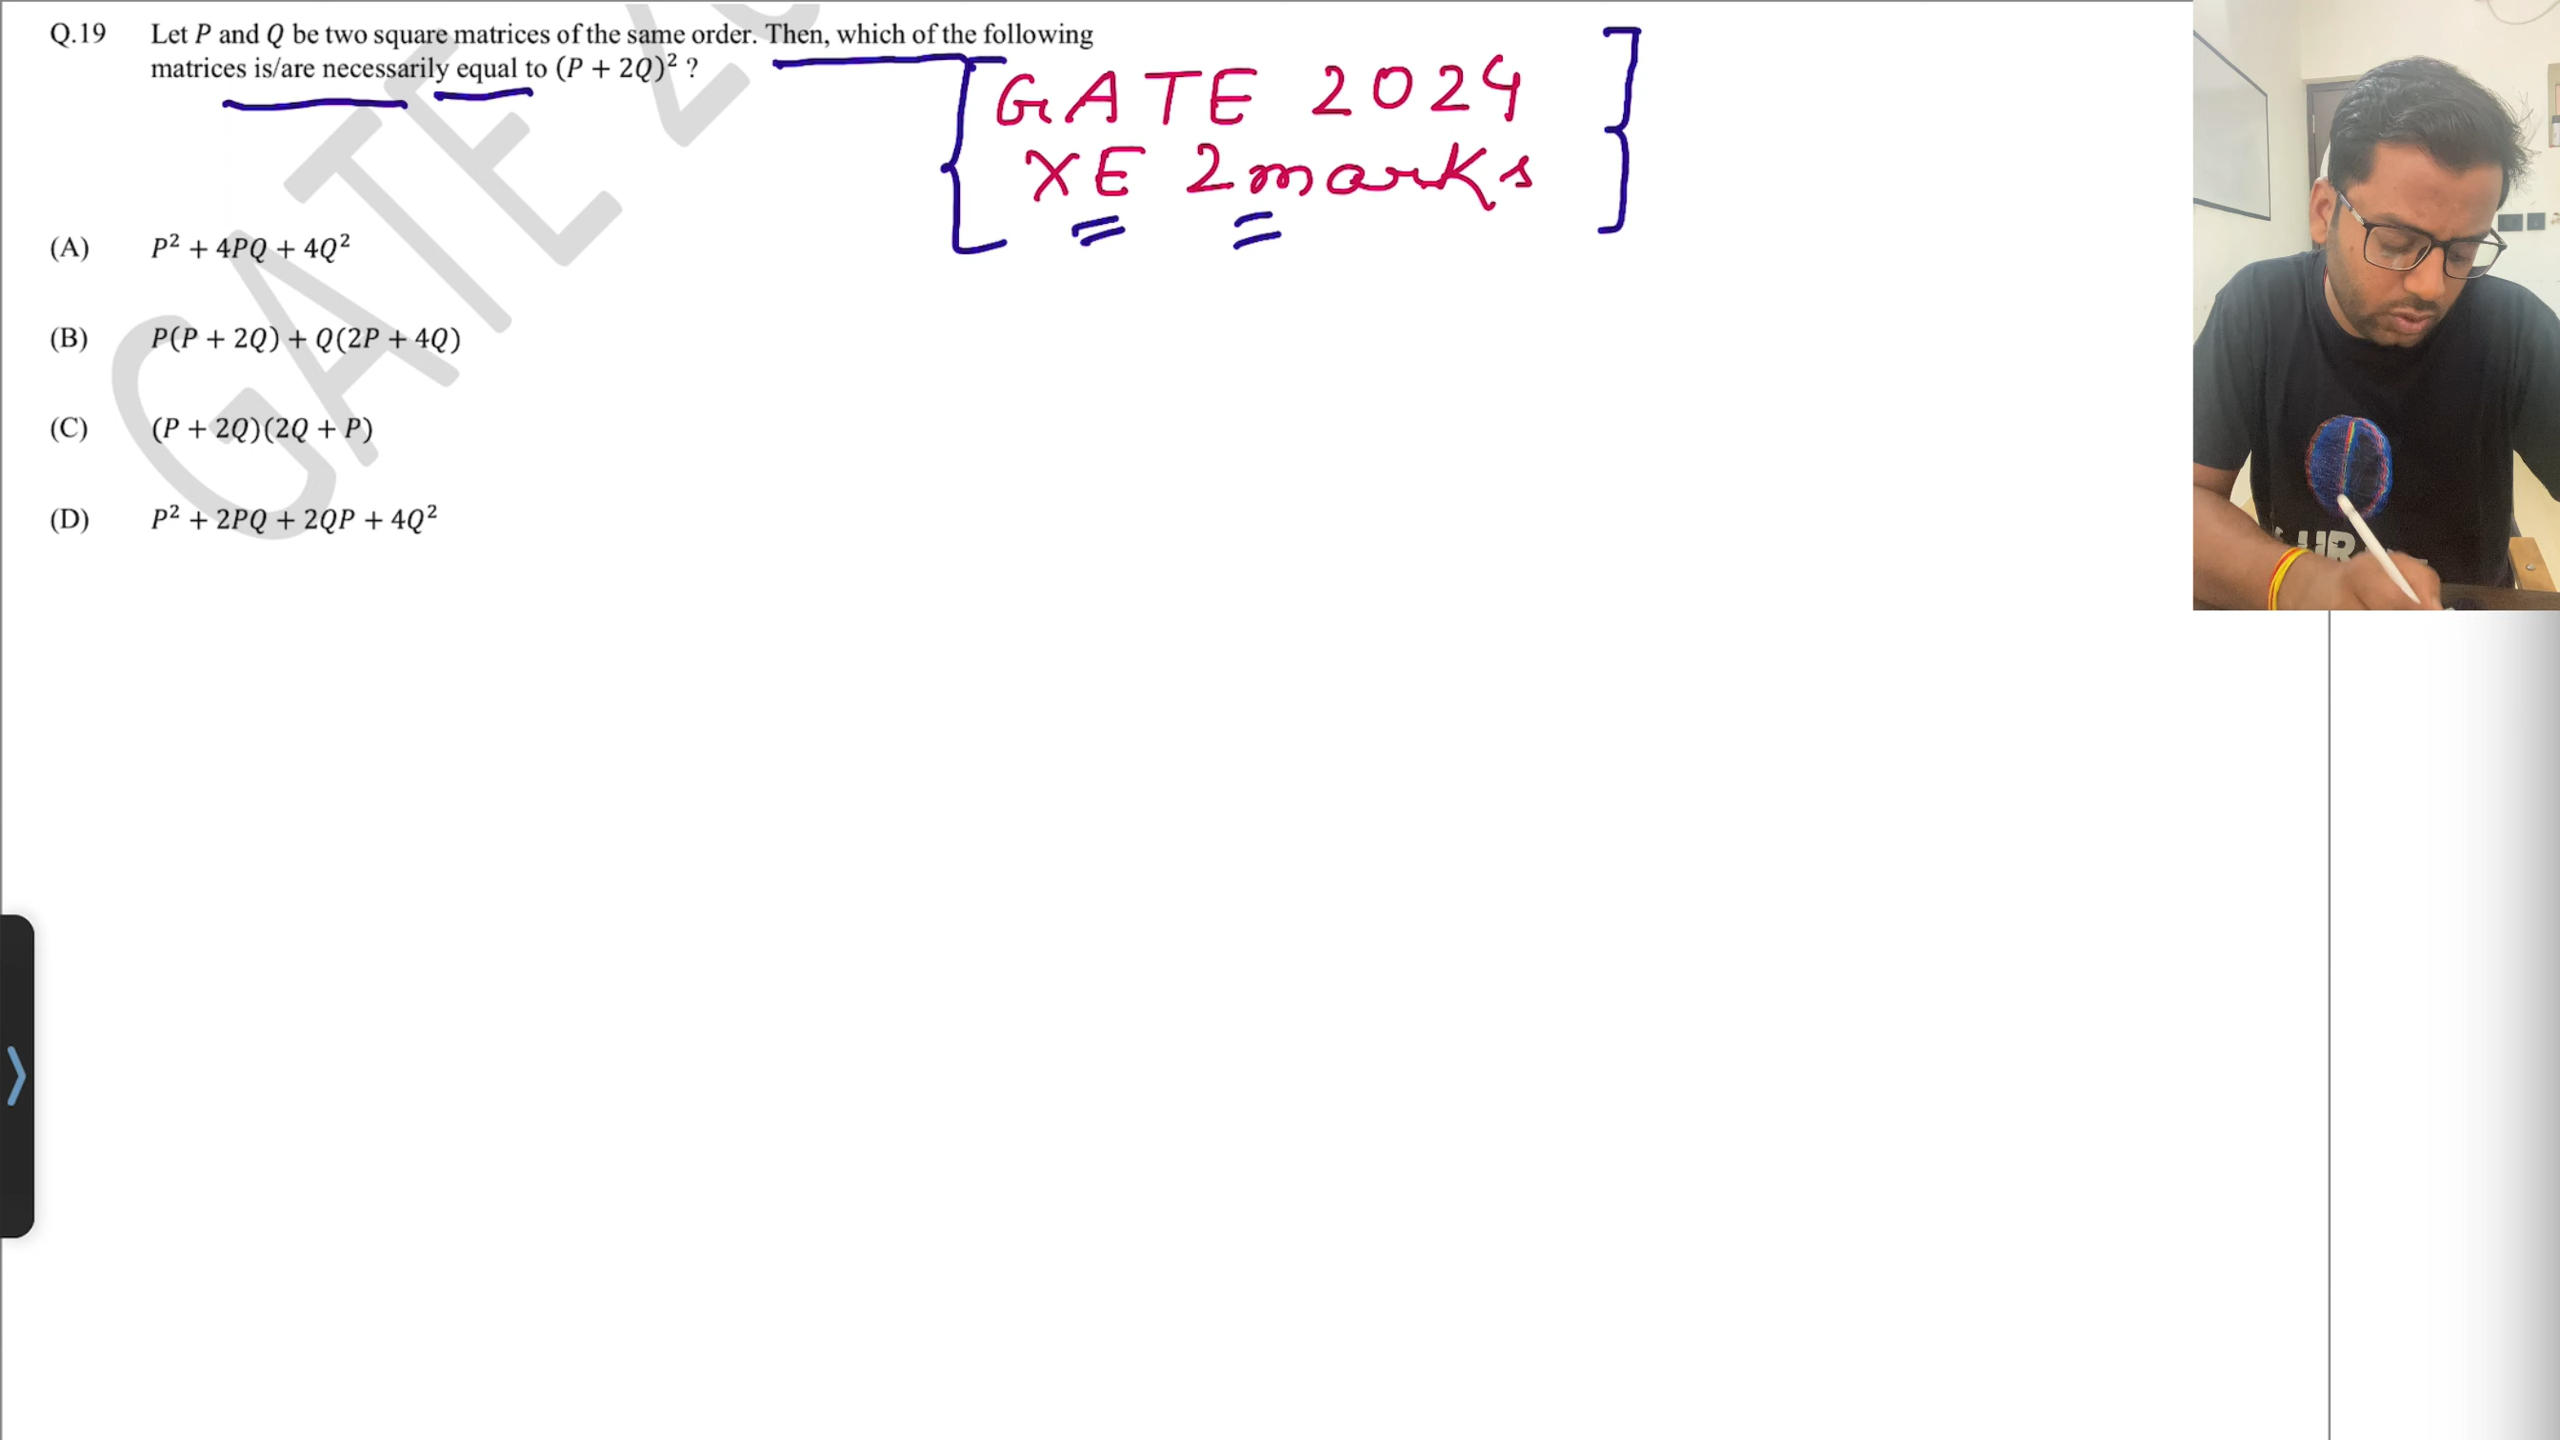 Q.19 Let P and Q be two square matrices of the same order. Then, which of the following
matrices is/are necessarily equal to (P + 2Q)² ?
GATE 2024
XE 2 marks
(A) P² + 4PQ + 4Q²
(B) P(P + 2Q) + Q(2P + 4Q)
(C) (P + 2Q)(2Q + P)
(D) P² + 2PQ + 2QP + 4Q²